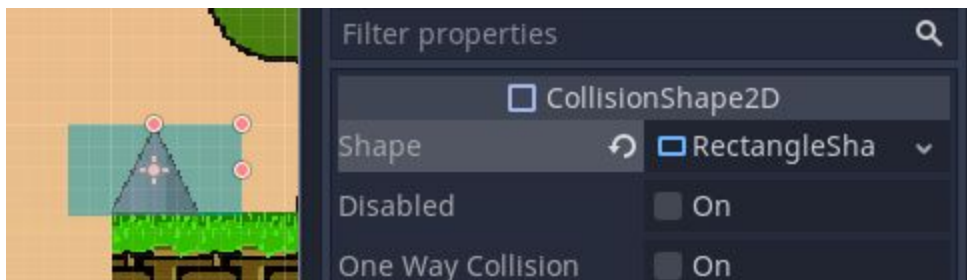 Filter properties
CollisionShape2D
Shape RectangleSha
Disabled On
One Way Collision On